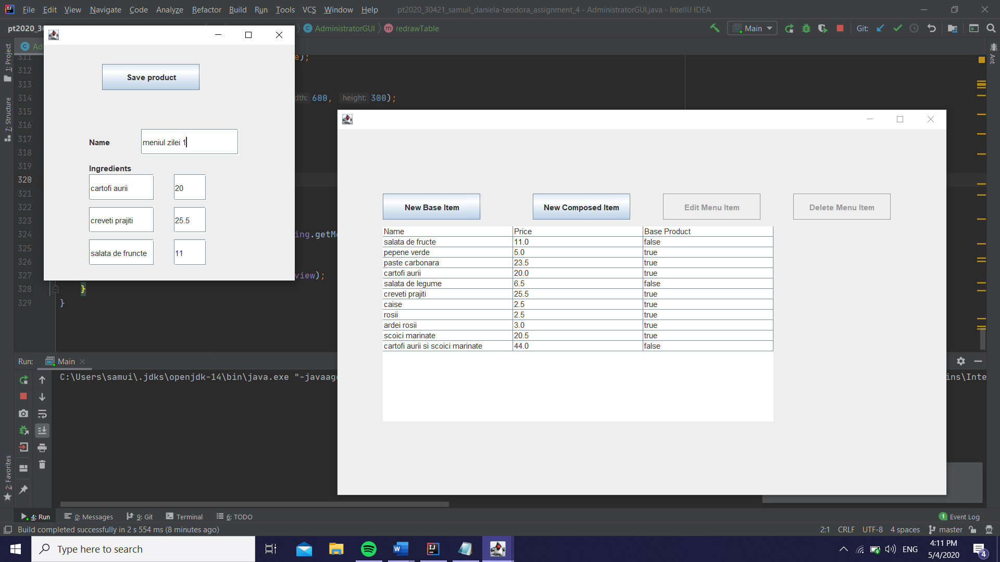 File Edit View Navigate Code Analyze Refactor Build Run Tools VCS Window Help pt2020_30421_samuil_daniela-teodora_assignment_4 - AdministratorGUI.java - IntelliJ IDEA
pt2020_30 AdministratorGUI redrawTable Main Git:
Ad
1: Project
7: Structure
2: Favorites
Ant
311 e);
312
313
314 dth: 600, height: 300);
315
316
317
318
319
320
321
322
323
324 ing.getM
325
326
327 view);
328 }
329 }
Save product
Name meniul zilei 1
Ingredients
cartofi aurii 20
creveti prajiti 25.5
salata de fruncte 11
New Base Item New Composed Item Edit Menu Item Delete Menu Item
Name Price Base Product
salata de fructe 11.0 false
pepene verde 5.0 true
paste carbonara 23.5 true
cartofi aurii 20.0 true
salata de legume 6.5 false
creveti prajiti 25.5 true
caise 2.5 true
rosii 2.5 true
ardei rosii 3.0 true
scoici marinate 20.5 true
cartofi aurii si scoici marinate 44.0 false
Run: Main
C:\Users\samui\.jdks\openjdk-14\bin\java.exe "-javaag ins\Inte
4: Run 0: Messages 9: Git Terminal 6: TODO 1 Event Log
Build completed successfully in 2 s 554 ms (8 minutes ago) 2:1 CRLF UTF-8 4 spaces master
Type here to search ENG 4:11 PM
5/4/2020 4